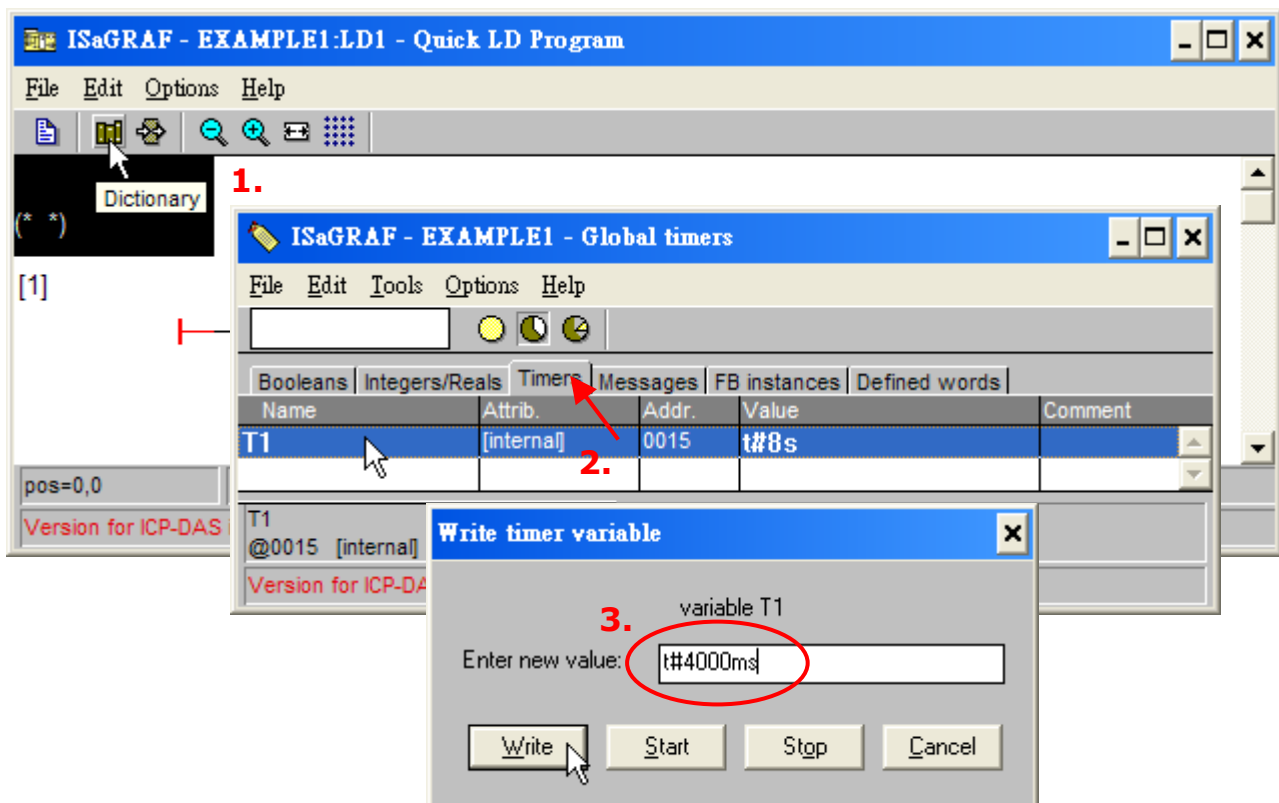 ISaGRAF - EXAMPLE1:LD1 - Quick LD Program
File Edit Options Help
Dictionary
1.
(* *)
[1]
pos=0,0
Version for ICP-DAS
ISaGRAF - EXAMPLE1 - Global timers
File Edit Tools Options Help
Booleans Integers/Reals Timers Messages FB instances Defined words
Name Attrib. Addr. Value Comment
T1 [internal] 0015 t#8s
2.
T1
@0015 [internal]
Version for ICP-DA
Write timer variable
variable T1
3.
Enter new value: t#4000ms
Write Start Stop Cancel